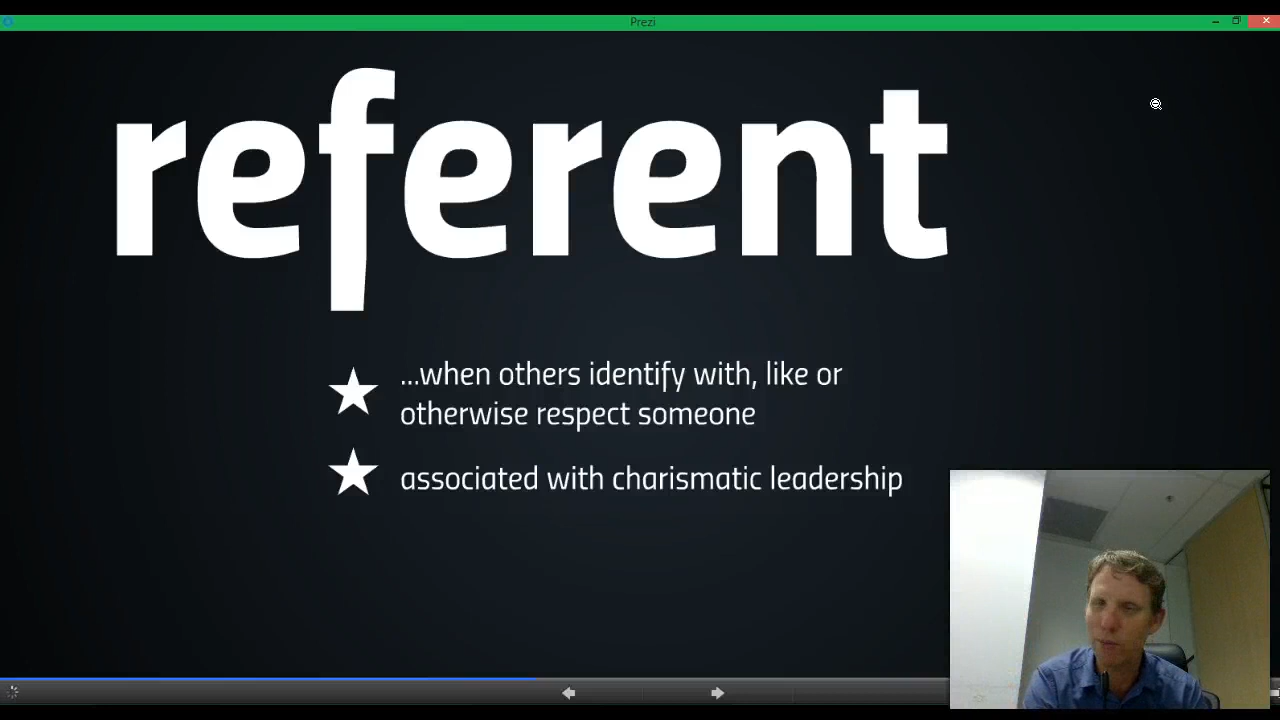 Prezi
referent
...when others identify with, like or
otherwise respect someone
associated with charismatic leadership